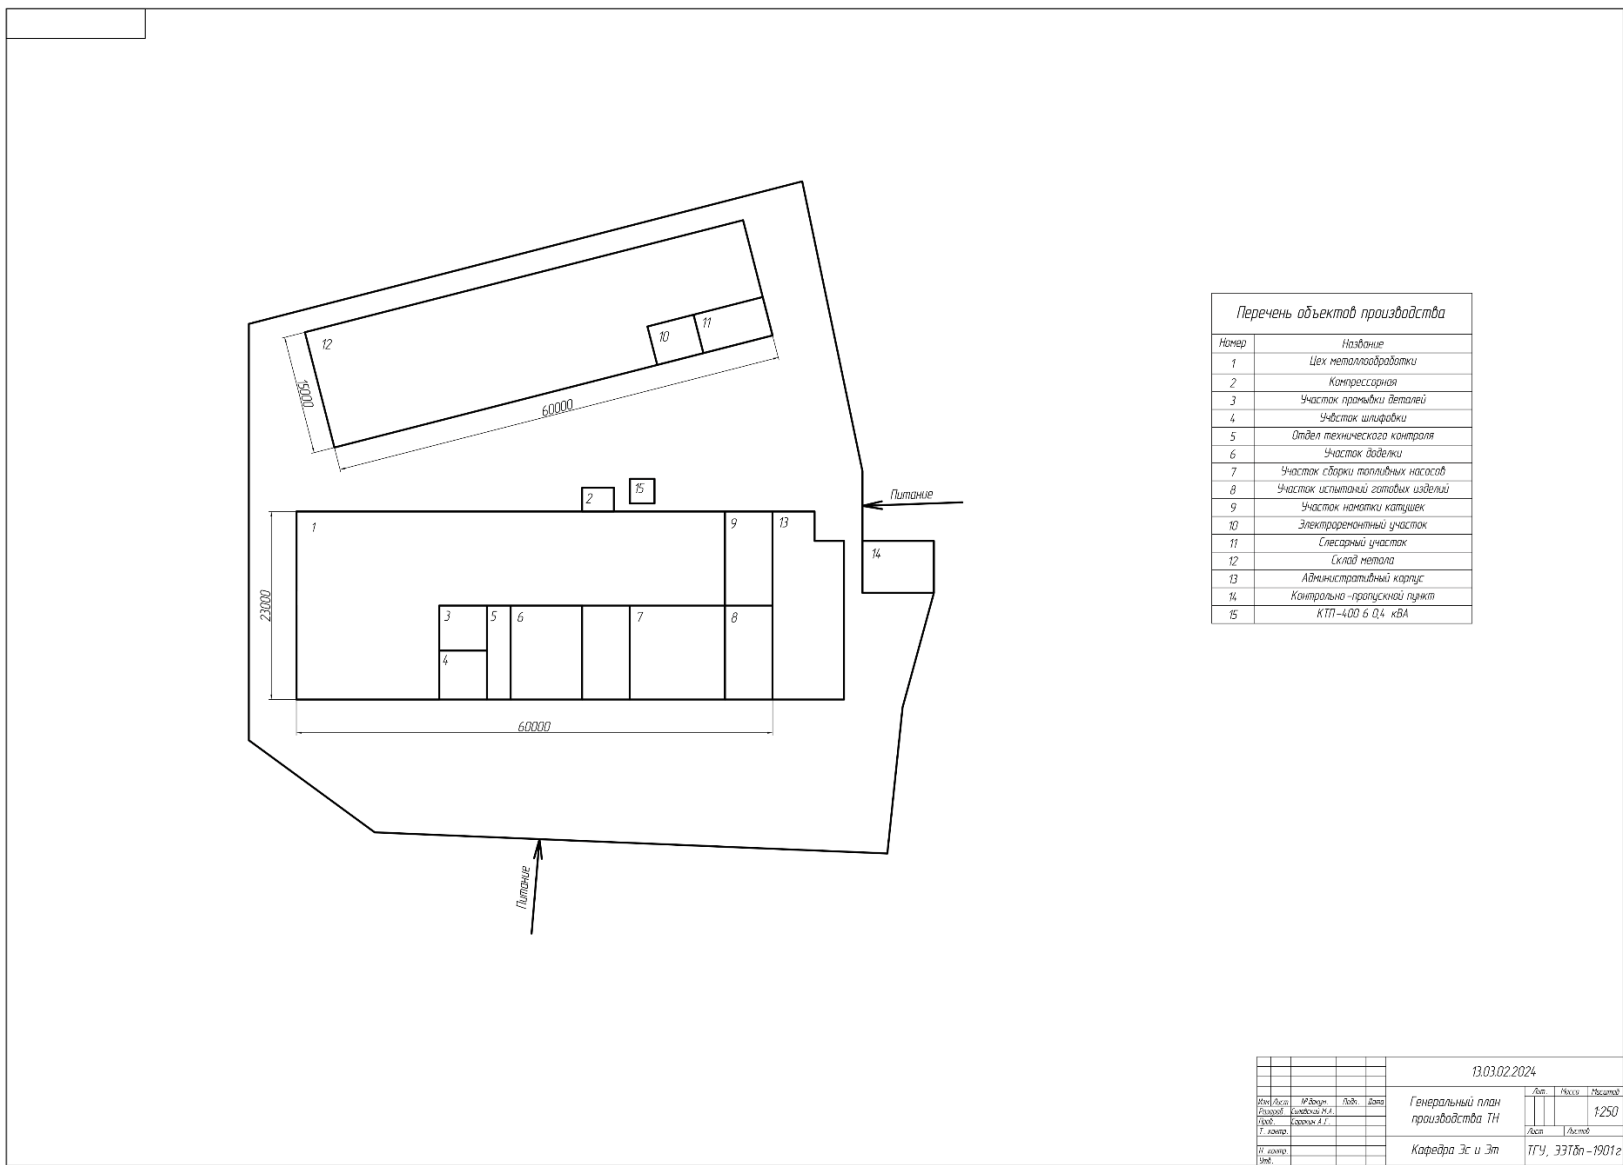 12
10
11
15000
60000
2
15
Питание
1
9
13
14
23000
3
5
6
7
8
4
60000
Питание
Перечень объектов производства
Номер Название
1 Цех металлообработки
2 Компрессорная
3 Участок промывки деталей
4 Учвсток шлифовки
5 Отдел технического контроля
6 Участок доделки
7 Участок сборки топливных насосов
8 Участок испытаний готовых изделий
9 Участок намотки катушек
10 Электроремонтный участок
11 Слесарный участок
12 Склад метала
13 Административный корпус
14 Контрольно-пропускной пункт
15 КТП-400 6 0,4 кВА
13.03.02.2024
Генеральный план
производства ТН
Лит. Масса Масштаб
1:250
Лист Листов
Изм. Лист № докум. Подп. Дата
Разраб.
Пров.
Т. контр.
Н. контр.
Утв.
Кафедра Эс и Эт
ТГУ, ЭЭТбп-1901г